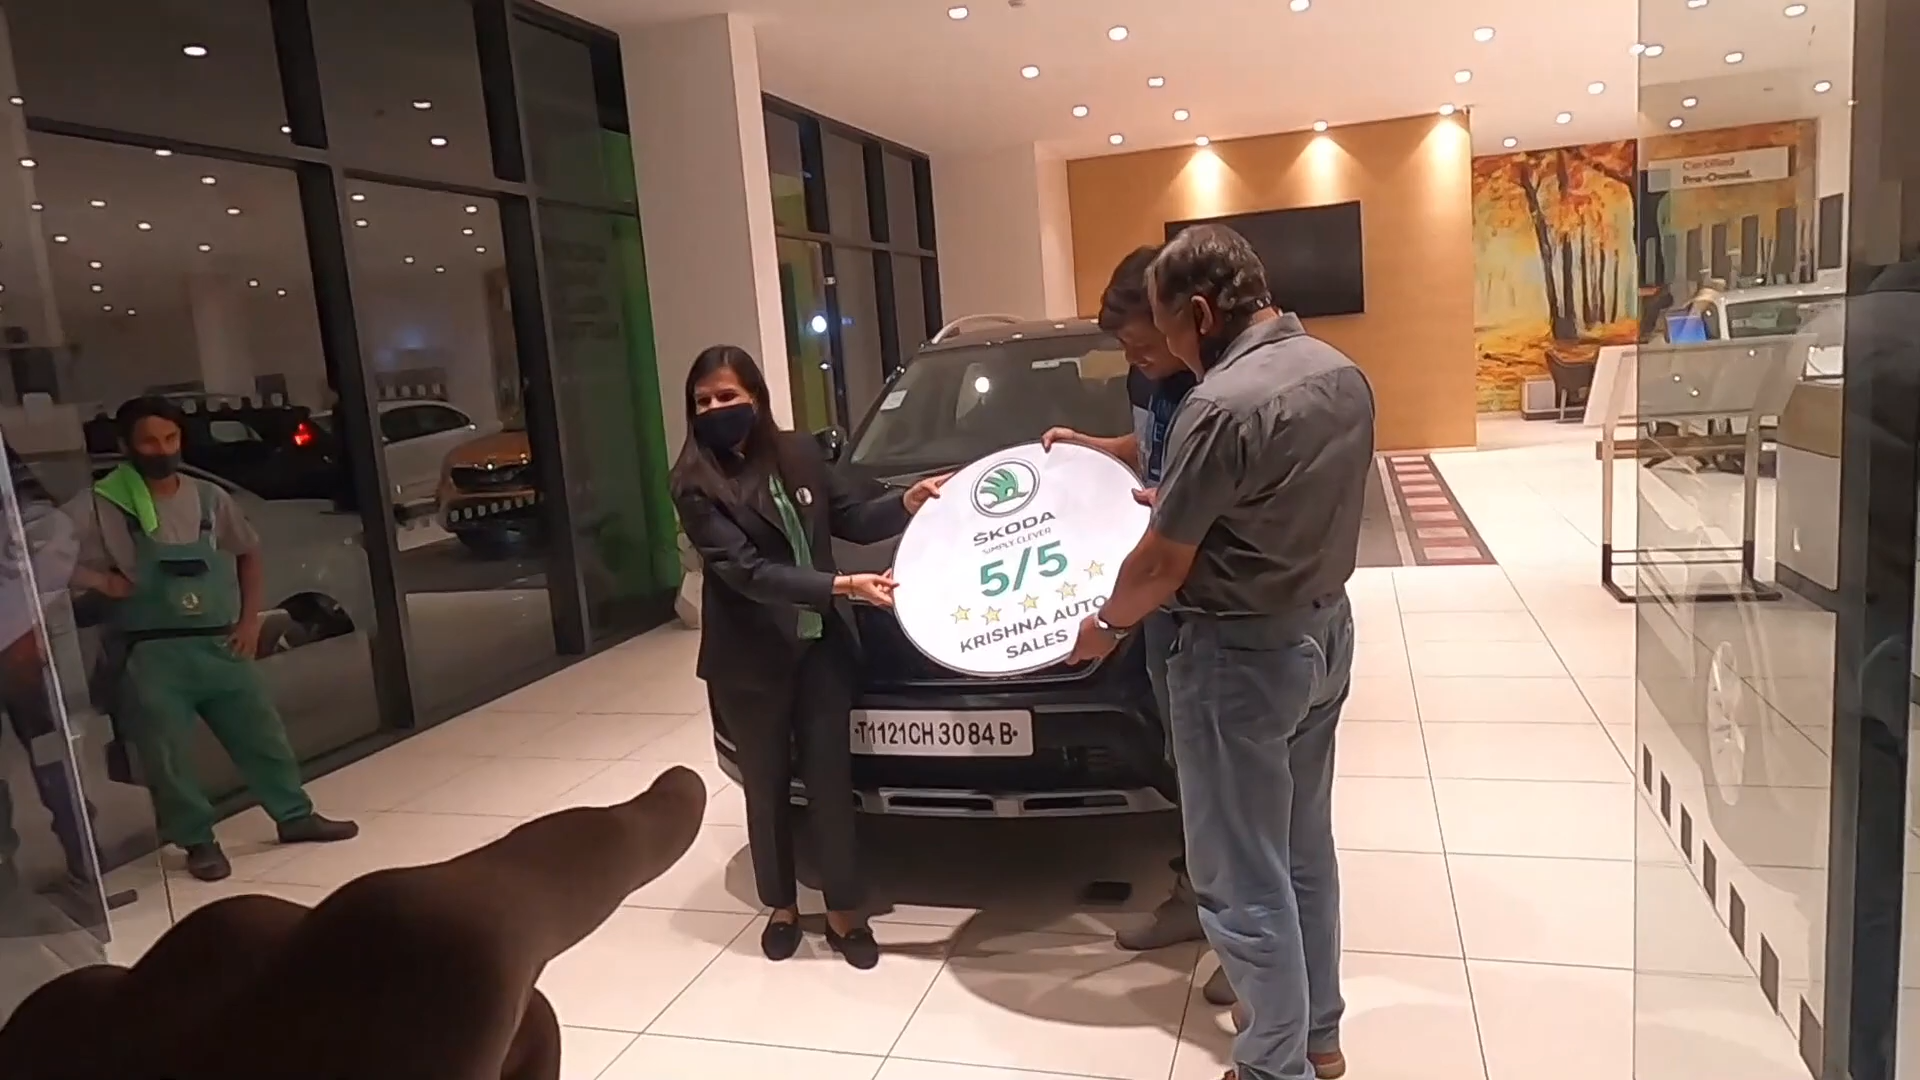 Certified
Pre-Owned.
ŠKODA
SIMPLY CLEVER
5/5
KRISHNA AUTO
SALES
T1121CH3084B